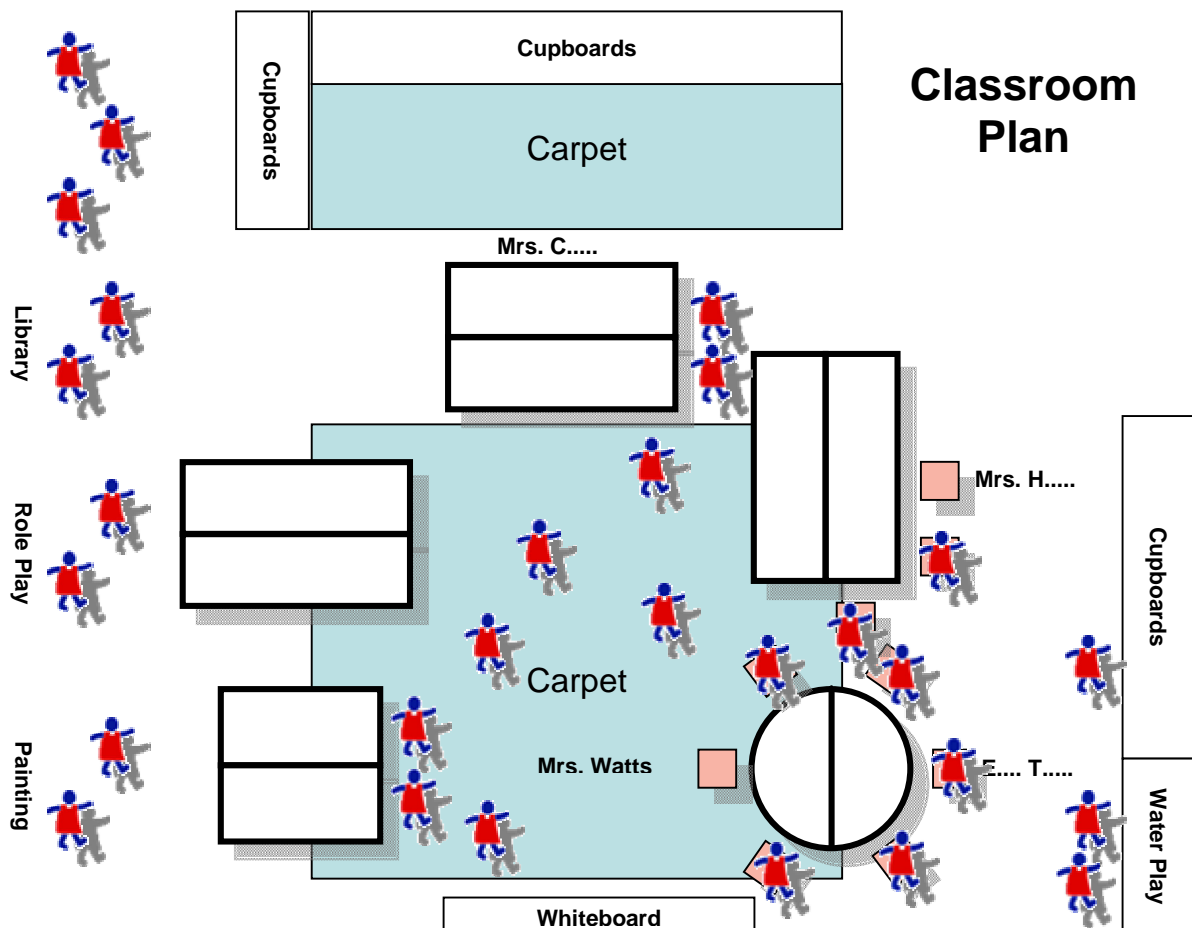 Cupboards
Cupboards
Classroom
Plan
Carpet
Mrs. C.....
Library
Mrs. H.....
Role Play
Cupboards
Carpet
Painting
Mrs. Watts
E.... T.....
Water Play
Whiteboard